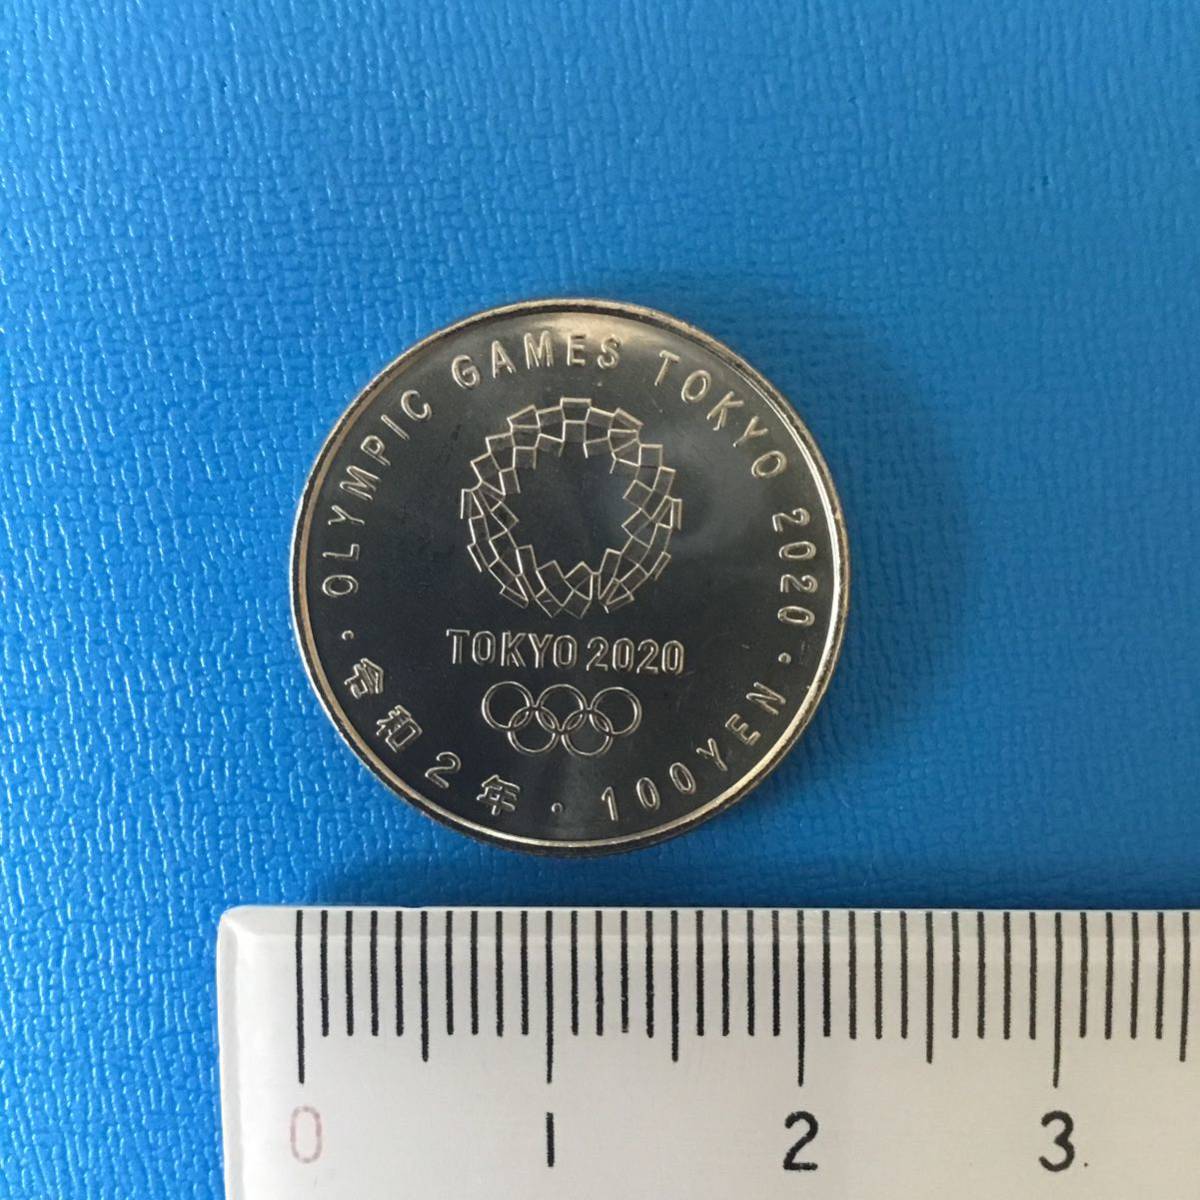 OLYMPIC GAMES TOKYO 2020
TOKYO 2020
・令和2年・100YEN・
0 1 2 3